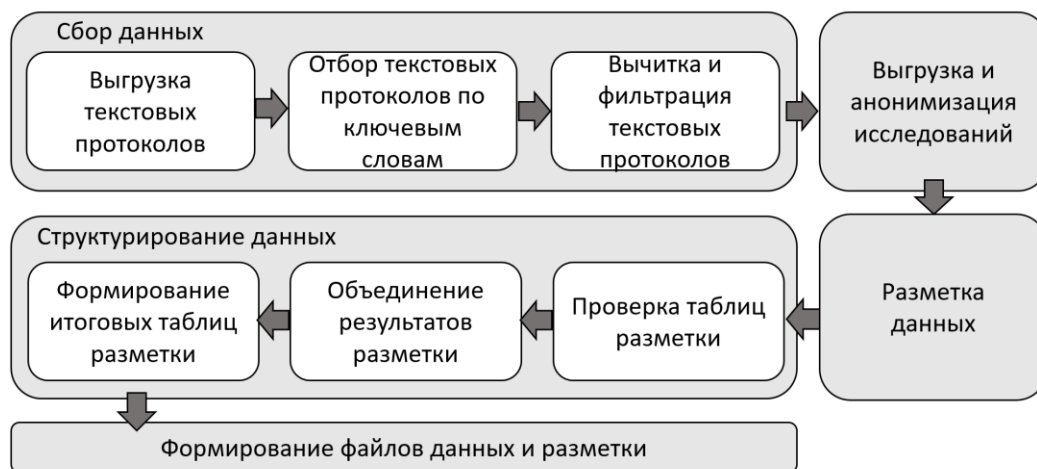 Сбор данных
Выгрузка
текстовых
протоколов
Отбор текстовых
протоколов по
ключевым
словам
Вычитка и
фильтрация
текстовых
протоколов
Выгрузка и
анонимизация
исследований
Разметка
данных
Структурирование данных
Проверка таблиц
разметки
Объединение
результатов
разметки
Формирование
итоговых таблиц
разметки
Формирование файлов данных и разметки